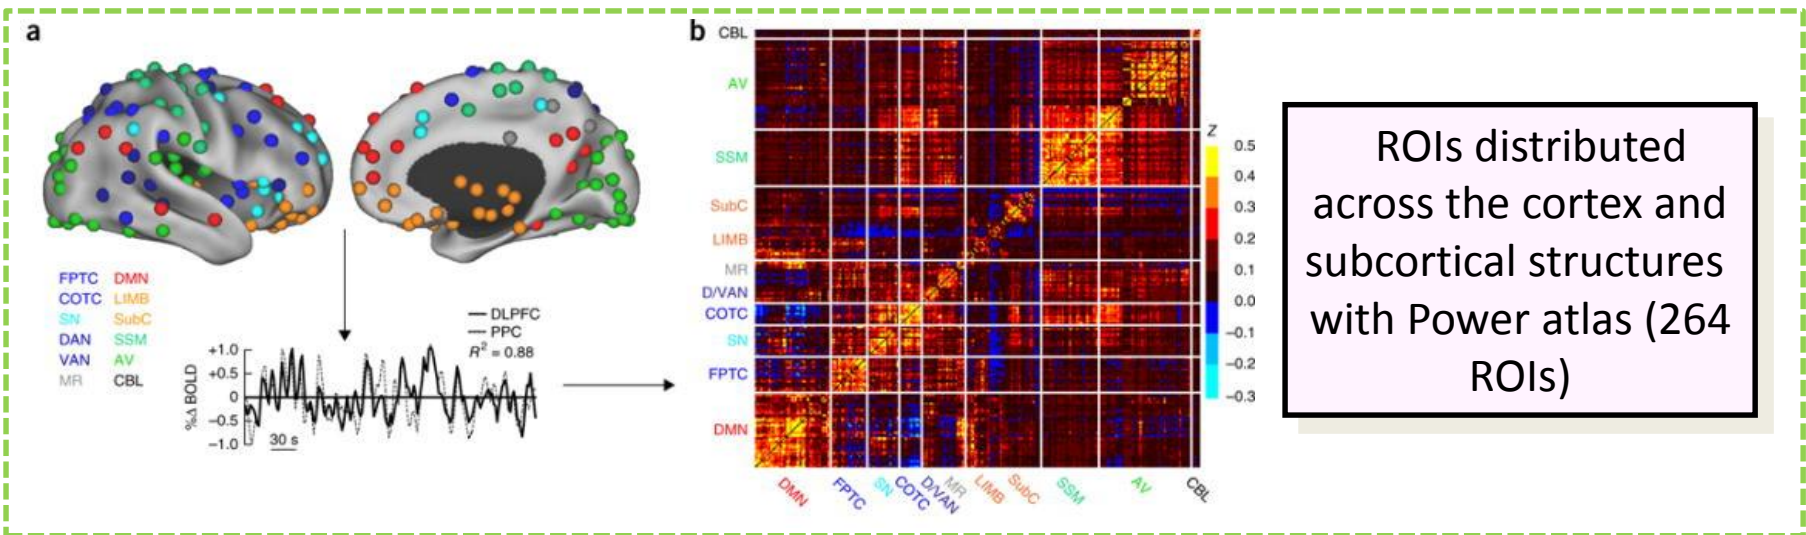 a
FPTC DMN
COTC LIMB
SN SubC
DAN SSM
VAN AV
MR CBL
DLPFC
PPC
R² = 0.88
%Δ BOLD
+1.0
+0.5
0
−0.5
−1.0
30 s
b
CBL
AV
SSM
SubC
LIMB
MR
D/VAN
COTC
SN
FPTC
DMN
DMN FPTC SN COTC D/VAN MR LIMB SubC SSM AV CBL
Z
0.5
0.4
0.3
0.2
0.1
0.0
−0.1
−0.2
−0.3
ROIs distributed
across the cortex and
subcortical structures
with Power atlas (264
ROIs)